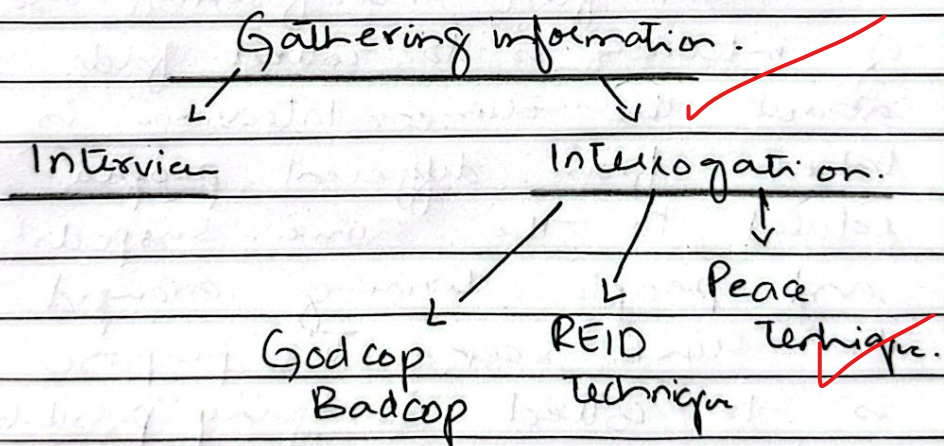 Gathering information.
Interview
Interrogation.
Godcop
Badcop
REID
Technique
Peace
Technique.